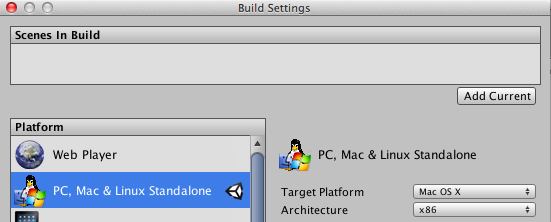 Build Settings
Scenes In Build
Add Current
Platform
Web Player
PC, Mac & Linux Standalone
PC, Mac & Linux Standalone
Target Platform Mac OS X
Architecture x86